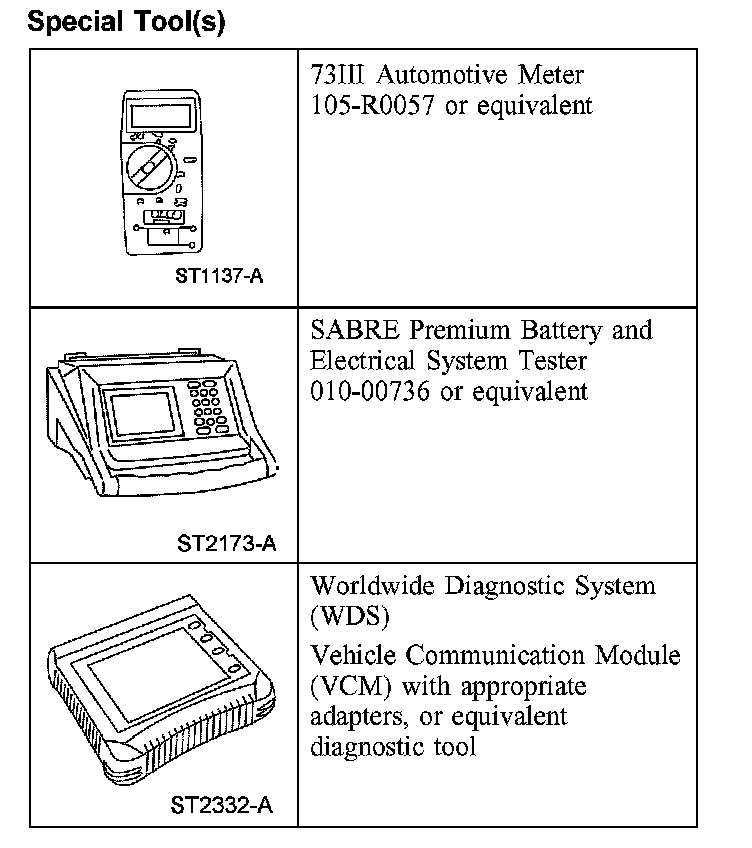 Special Tool(s)
73III Automotive Meter
105-R0057 or equivalent
ST1137-A
SABRE Premium Battery and
Electrical System Tester
010-00736 or equivalent
ST2173-A
Worldwide Diagnostic System
(WDS)
Vehicle Communication Module
(VCM) with appropriate
adapters, or equivalent
diagnostic tool
ST2332-A